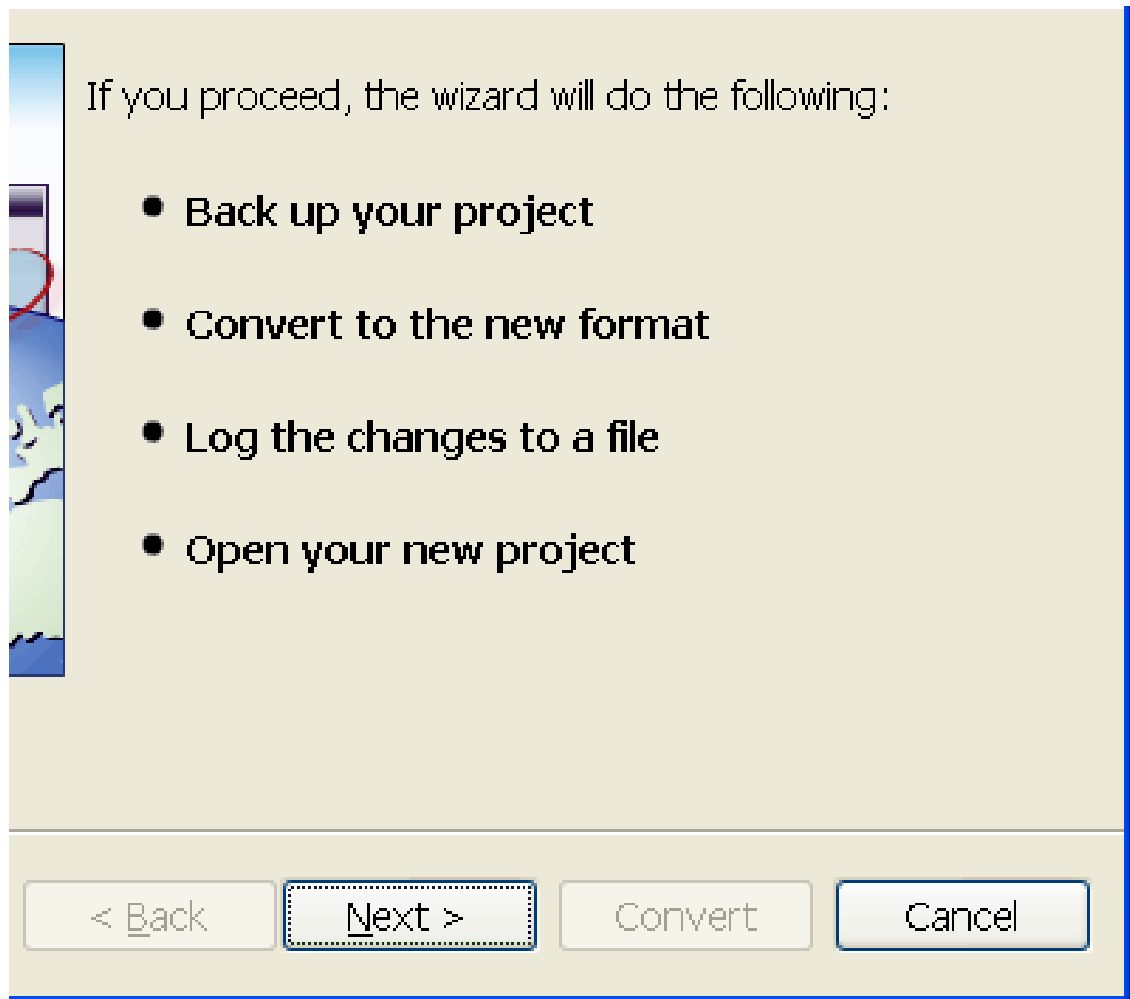 If you proceed, the wizard will do the following:
• Back up your project
• Convert to the new format
• Log the changes to a file
• Open your new project
< Back Next > Convert Cancel